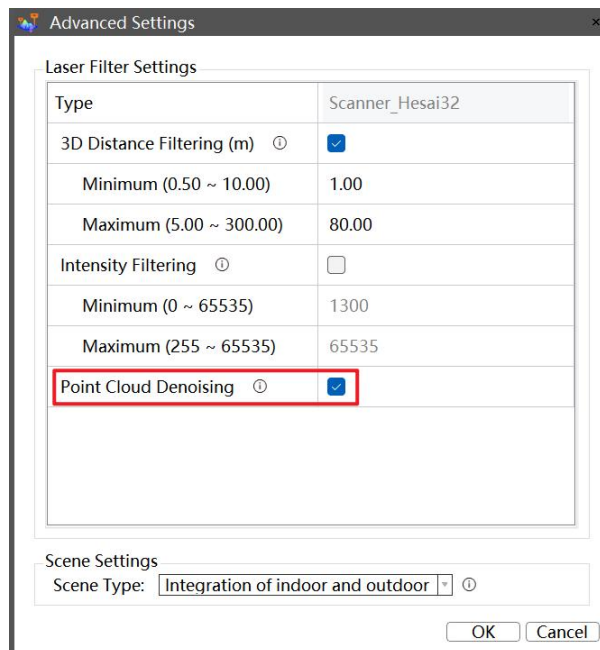 Advanced Settings
Laser Filter Settings
Type Scanner_Hesai32
3D Distance Filtering (m)
Minimum (0.50 ~ 10.00) 1.00
Maximum (5.00 ~ 300.00) 80.00
Intensity Filtering
Minimum (0 ~ 65535) 1300
Maximum (255 ~ 65535) 65535
Point Cloud Denoising
Scene Settings
Scene Type: Integration of indoor and outdoor
OK Cancel